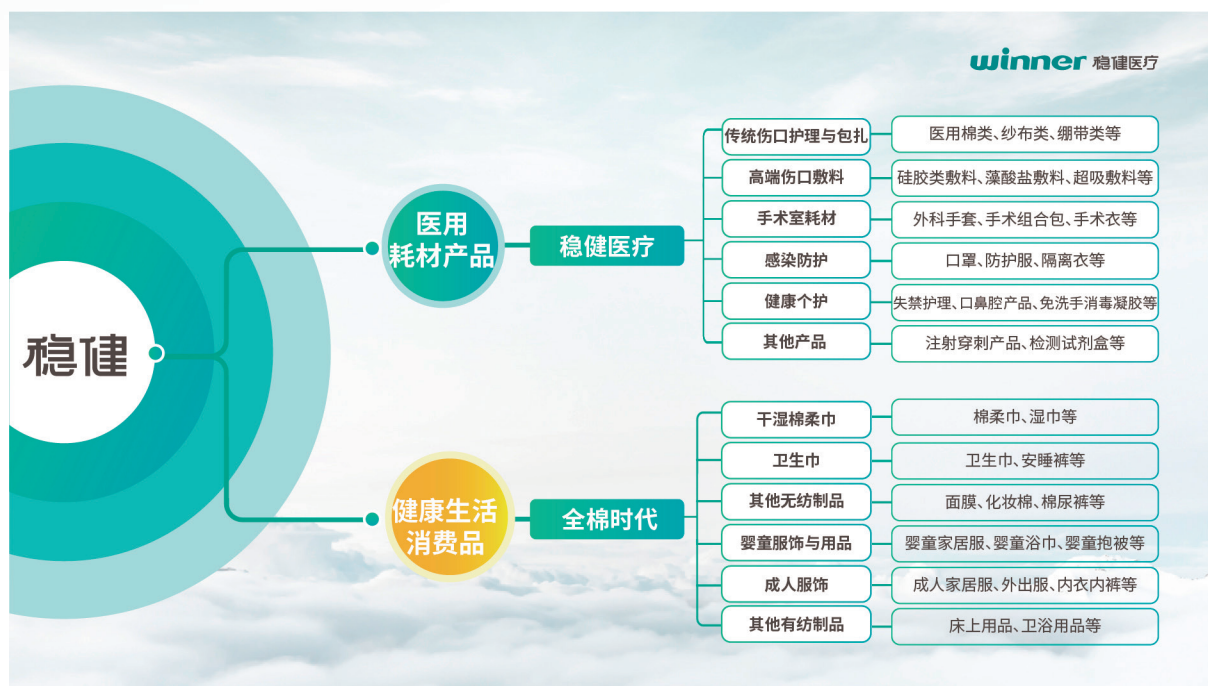 winner 稳健医疗
稳健
医用
耗材产品
稳健医疗
传统伤口护理与包扎
医用棉类、纱布类、绷带类等
高端伤口敷料
硅胶类敷料、藻酸盐敷料、超吸敷料等
手术室耗材
外科手套、手术组合包、手术衣等
感染防护
口罩、防护服、隔离衣等
健康个护
失禁护理、口鼻腔产品、免洗手消毒凝胶等
其他产品
注射穿刺产品、检测试剂盒等
健康生活
消费品
全棉时代
干湿棉柔巾
棉柔巾、湿巾等
卫生巾
卫生巾、安睡裤等
其他无纺制品
面膜、化妆棉、棉尿裤等
婴童服饰与用品
婴童家居服、婴童浴巾、婴童抱被等
成人服饰
成人家居服、外出服、内衣内裤等
其他有纺制品
床上用品、卫浴用品等